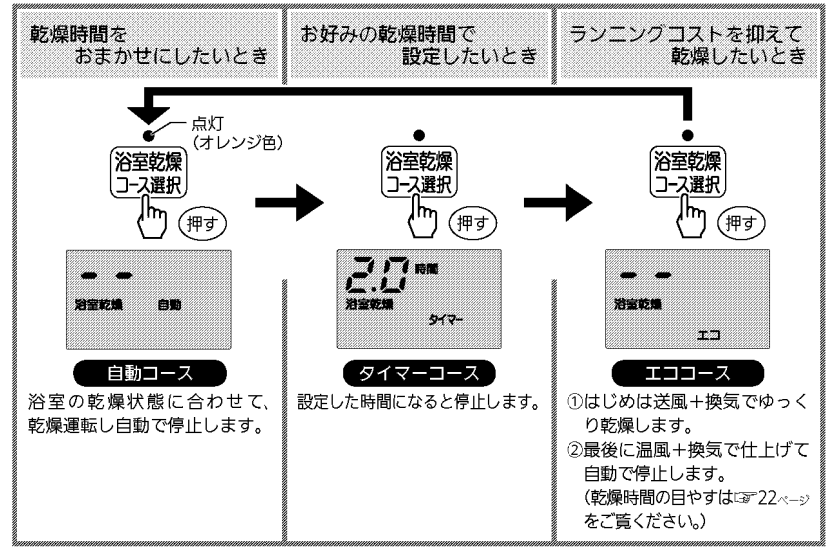 乾燥時間を
おまかせにしたいとき
点灯
(オレンジ色)
浴室乾燥
コース選択
押す
- -
浴室乾燥 自動
自動コース
浴室の乾燥状態に合わせて、
乾燥運転し自動で停止します。
お好みの乾燥時間で
設定したいとき
浴室乾燥
コース選択
押す
2.0 時間
浴室乾燥
タイマー
タイマーコース
設定した時間になると停止します。
ランニングコストを抑えて
乾燥したいとき
浴室乾燥
コース選択
押す
- -
浴室乾燥
エコ
エココース
①はじめは送風+換気でゆっく
り乾燥します。
②最後に温風+換気で仕上げて
自動で停止します。
(乾燥時間の目やすは☞22ページ
をご覧ください。)